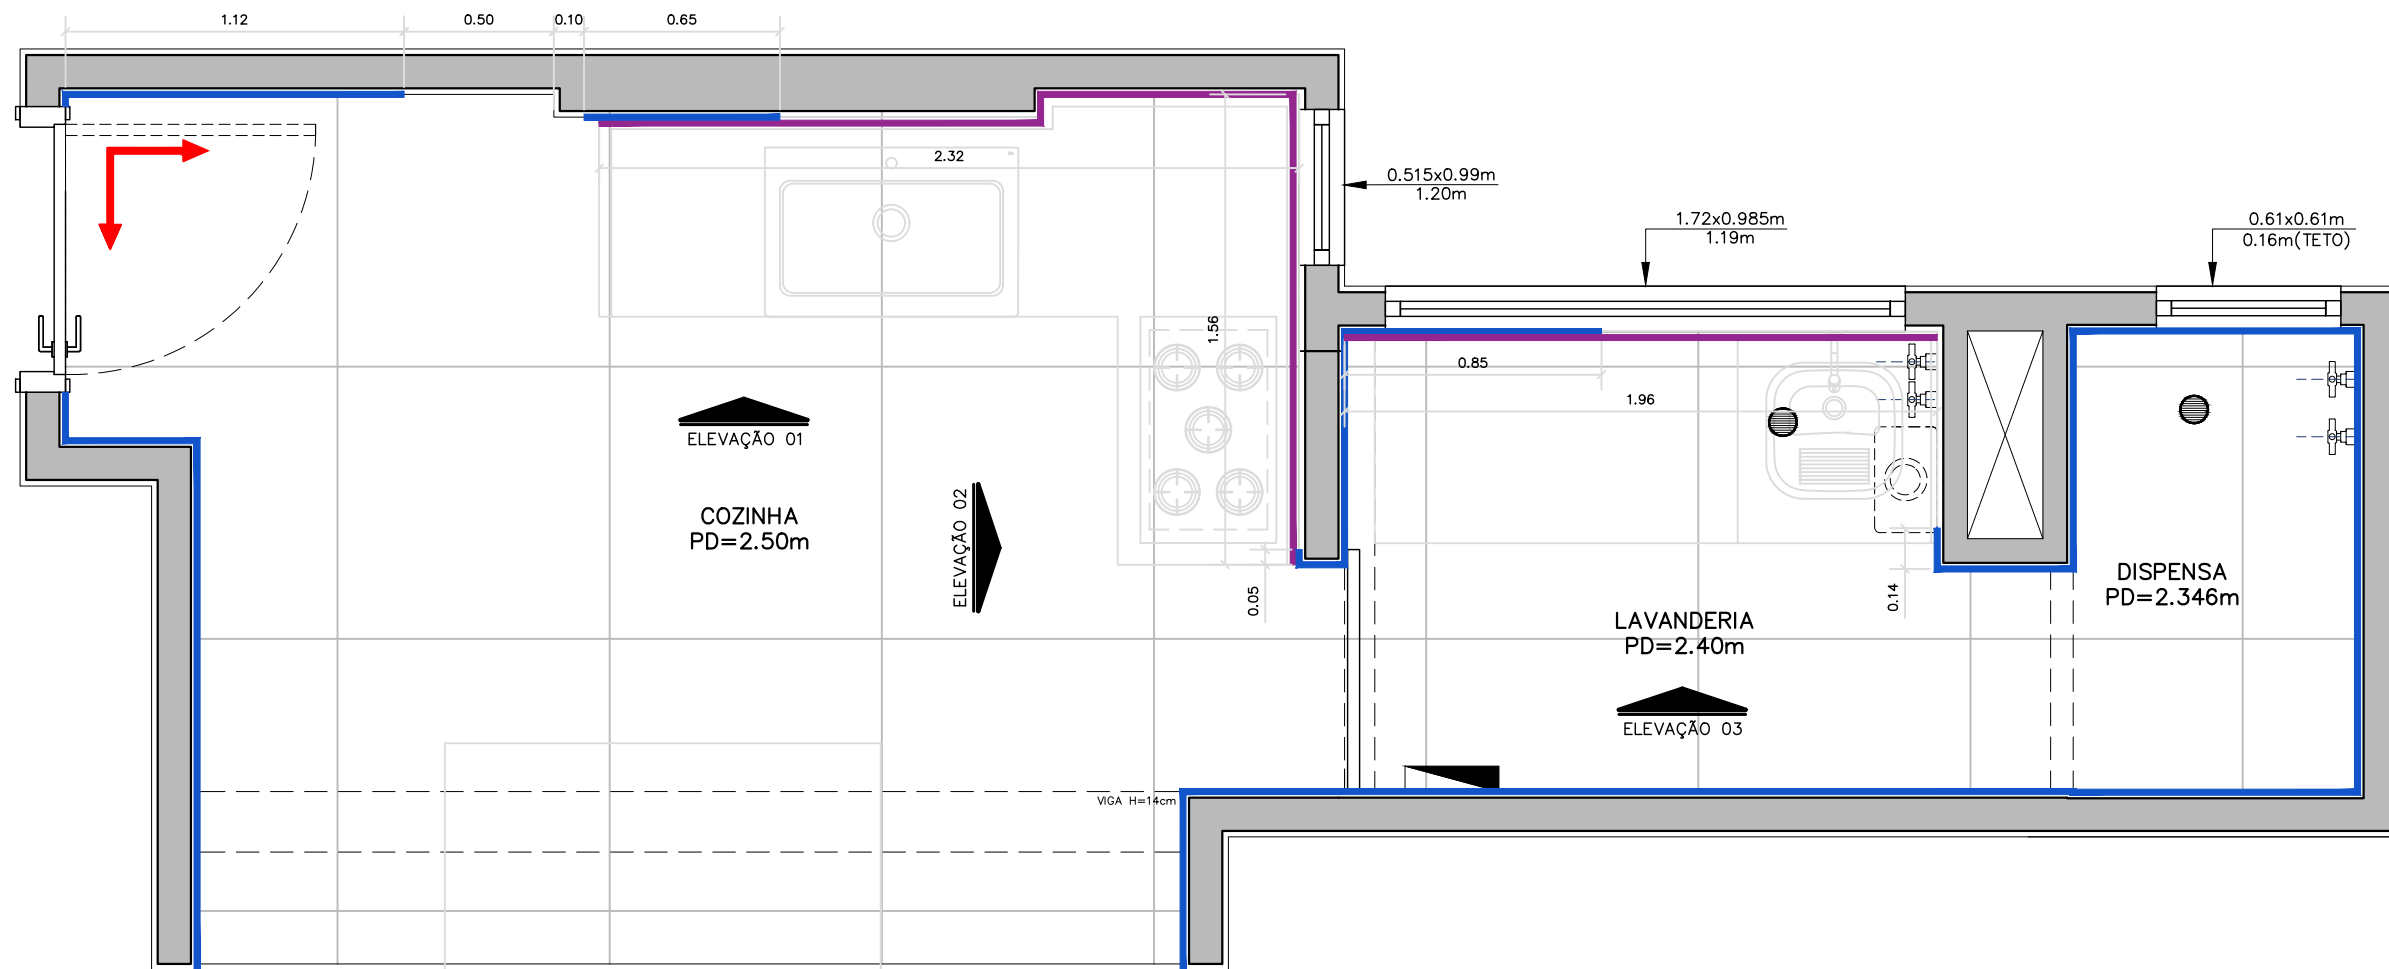 1.12
0.50
0.10
0.65
2.32
0.515x0.99m
1.20m
1.72x0.985m
1.19m
0.61x0.61m
0.16m(TETO)
1.56
0.85
1.96
ELEVAÇÃO 01
ELEVAÇÃO 02
COZINHA
PD=2.50m
0.05
0.14
DISPENSA
PD=2.346m
LAVANDERIA
PD=2.40m
ELEVAÇÃO 03
VIGA H=14cm